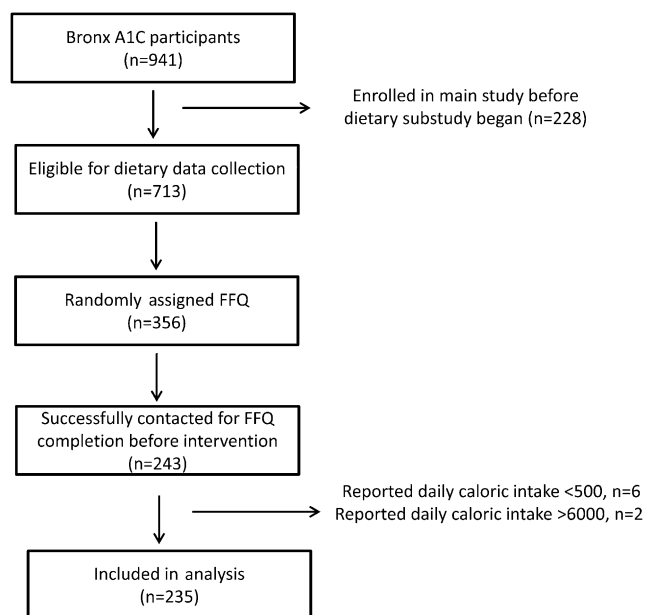 Bronx A1C participants
(n=941)
Enrolled in main study before
dietary substudy began (n=228)
Eligible for dietary data collection
(n=713)
Randomly assigned FFQ
(n=356)
Successfully contacted for FFQ
completion before intervention
(n=243)
Reported daily caloric intake <500, n=6
Reported daily caloric intake >6000, n=2
Included in analysis
(n=235)